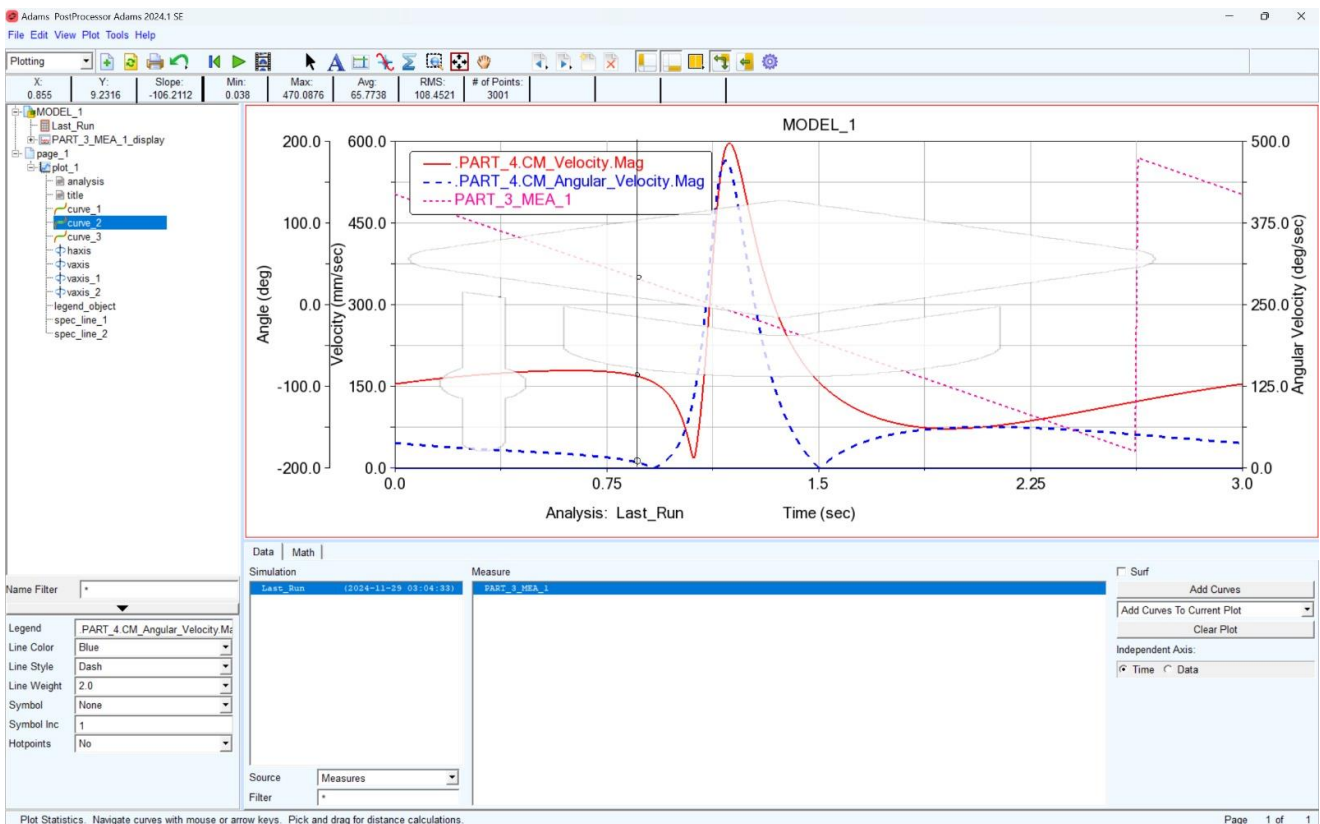 Adams PostProcessor Adams 2024.1 SE
File Edit View Plot Tools Help
Plotting
X: Y: Slope: Min: Max: Avg: RMS: # of Points:
0.855 9.2316 -106.2112 0.038 470.0876 65.7738 108.4521 3001
MODEL_1
Last_Run
PART_3_MEA_1_display
page_1
plot_1
analysis
title
curve_1
curve_2
curve_3
haxis
vaxis
vaxis_1
vaxis_2
legend_object
spec_line_1
spec_line_2
Name Filter *
Legend .PART_4.CM_Angular_Velocity.Ma
Line Color Blue
Line Style Dash
Line Weight 2.0
Symbol None
Symbol Inc 1
Hotpoints No
MODEL_1
.PART_4.CM_Velocity.Mag
.PART_4.CM_Angular_Velocity.Mag
PART_3_MEA_1
Angle (deg)
200.0
100.0
0.0
-100.0
-200.0
Velocity (mm/sec)
600.0
450.0
300.0
150.0
0.0
500.0
375.0
250.0
125.0
0.0
Angular Velocity (deg/sec)
0.0 0.75 1.5 2.25 3.0
Analysis: Last_Run Time (sec)
Data Math
Simulation
Last_Run (2024-11-29 03:04:33)
Source Measures
Filter *
Measure
PART_3_MEA_1
Surf
Add Curves
Add Curves To Current Plot
Clear Plot
Independent Axis:
Time Data
Plot Statistics. Navigate curves with mouse or arrow keys. Pick and drag for distance calculations.
Page 1 of 1